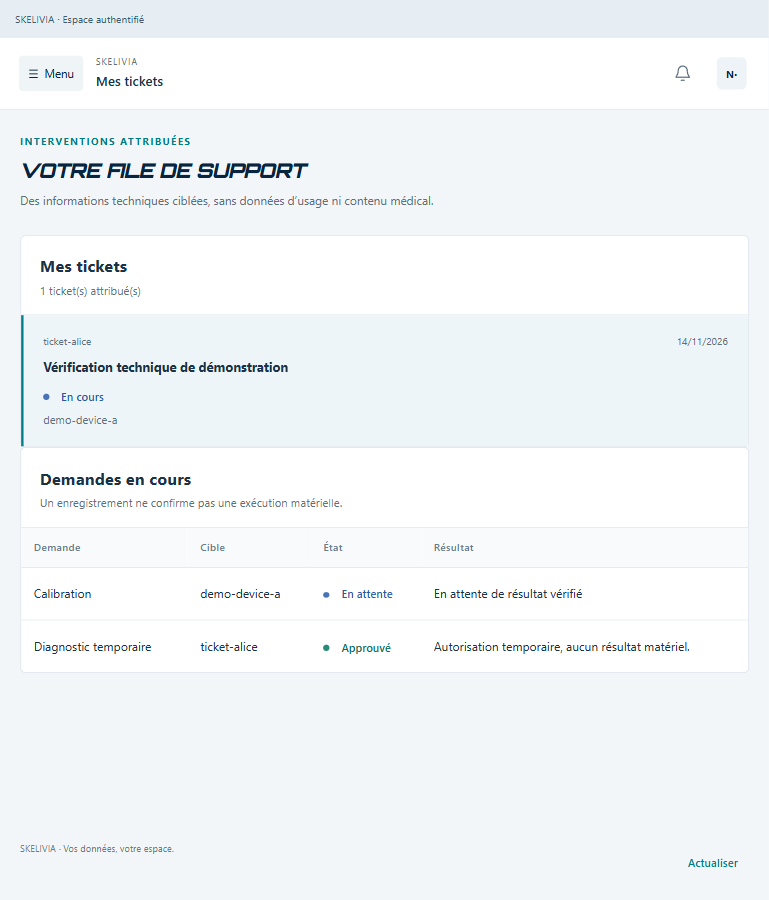 SKELIVIA · Espace authentifié
☰ Menu
SKELIVIA
Mes tickets
N·
INTERVENTIONS ATTRIBUÉES
VOTRE FILE DE SUPPORT
Des informations techniques ciblées, sans données d’usage ni contenu médical.
Mes tickets
1 ticket(s) attribué(s)
ticket-alice 14/11/2026
Vérification technique de démonstration
En cours
demo-device-a
Demandes en cours
Un enregistrement ne confirme pas une exécution matérielle.
Demande Cible État Résultat
Calibration demo-device-a En attente En attente de résultat vérifié
Diagnostic temporaire ticket-alice Approuvé Autorisation temporaire, aucun résultat matériel.
SKELIVIA · Vos données, votre espace.
Actualiser